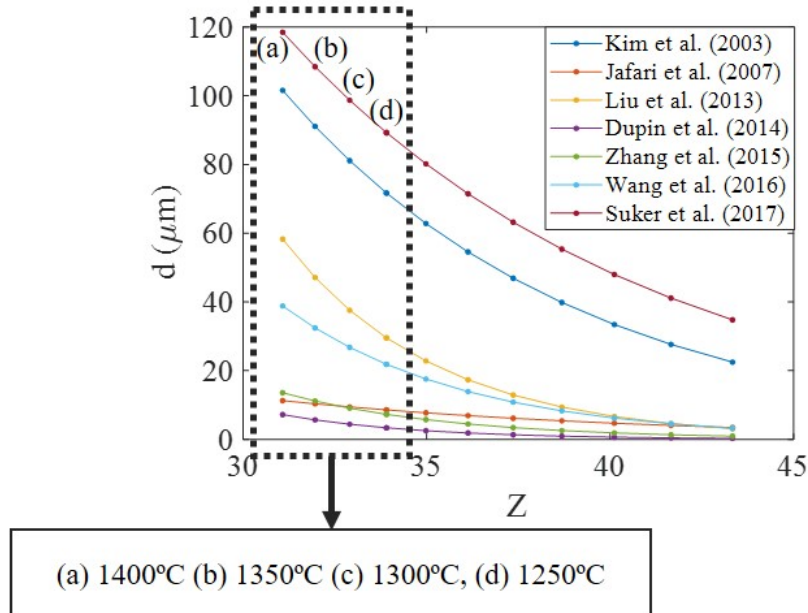 120
100
80
60
40
20
0
d (μm)
(a)
(b)
(c)
(d)
Kim et al. (2003)
Jafari et al. (2007)
Liu et al. (2013)
Dupin et al. (2014)
Zhang et al. (2015)
Wang et al. (2016)
Suker et al. (2017)
30 35 40 45
Z
(a) 1400ºC (b) 1350ºC (c) 1300ºC, (d) 1250ºC